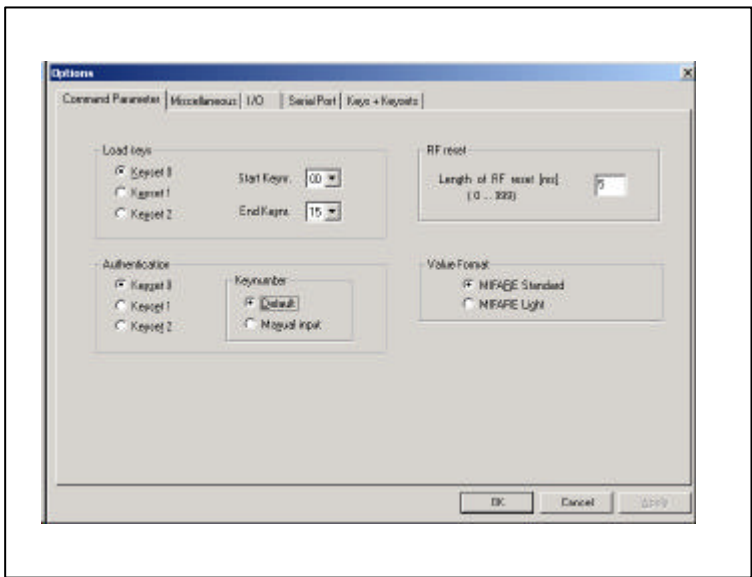 Options
Command Parameter Miscellaneous I/O Serial Port Keys + Keysets
Load keys
Keyset 0
Keyset 1
Keyset 2
Start Keynr. 00
End Keynr. 15
RF reset
Length of RF reset [ms]
(0 ... 999)
5
Authentication
Keyset 0
Keyset 1
Keyset 2
Keynumber
Default
Manual input
Value Format
MIFARE Standard
MIFARE Light
OK Cancel Apply